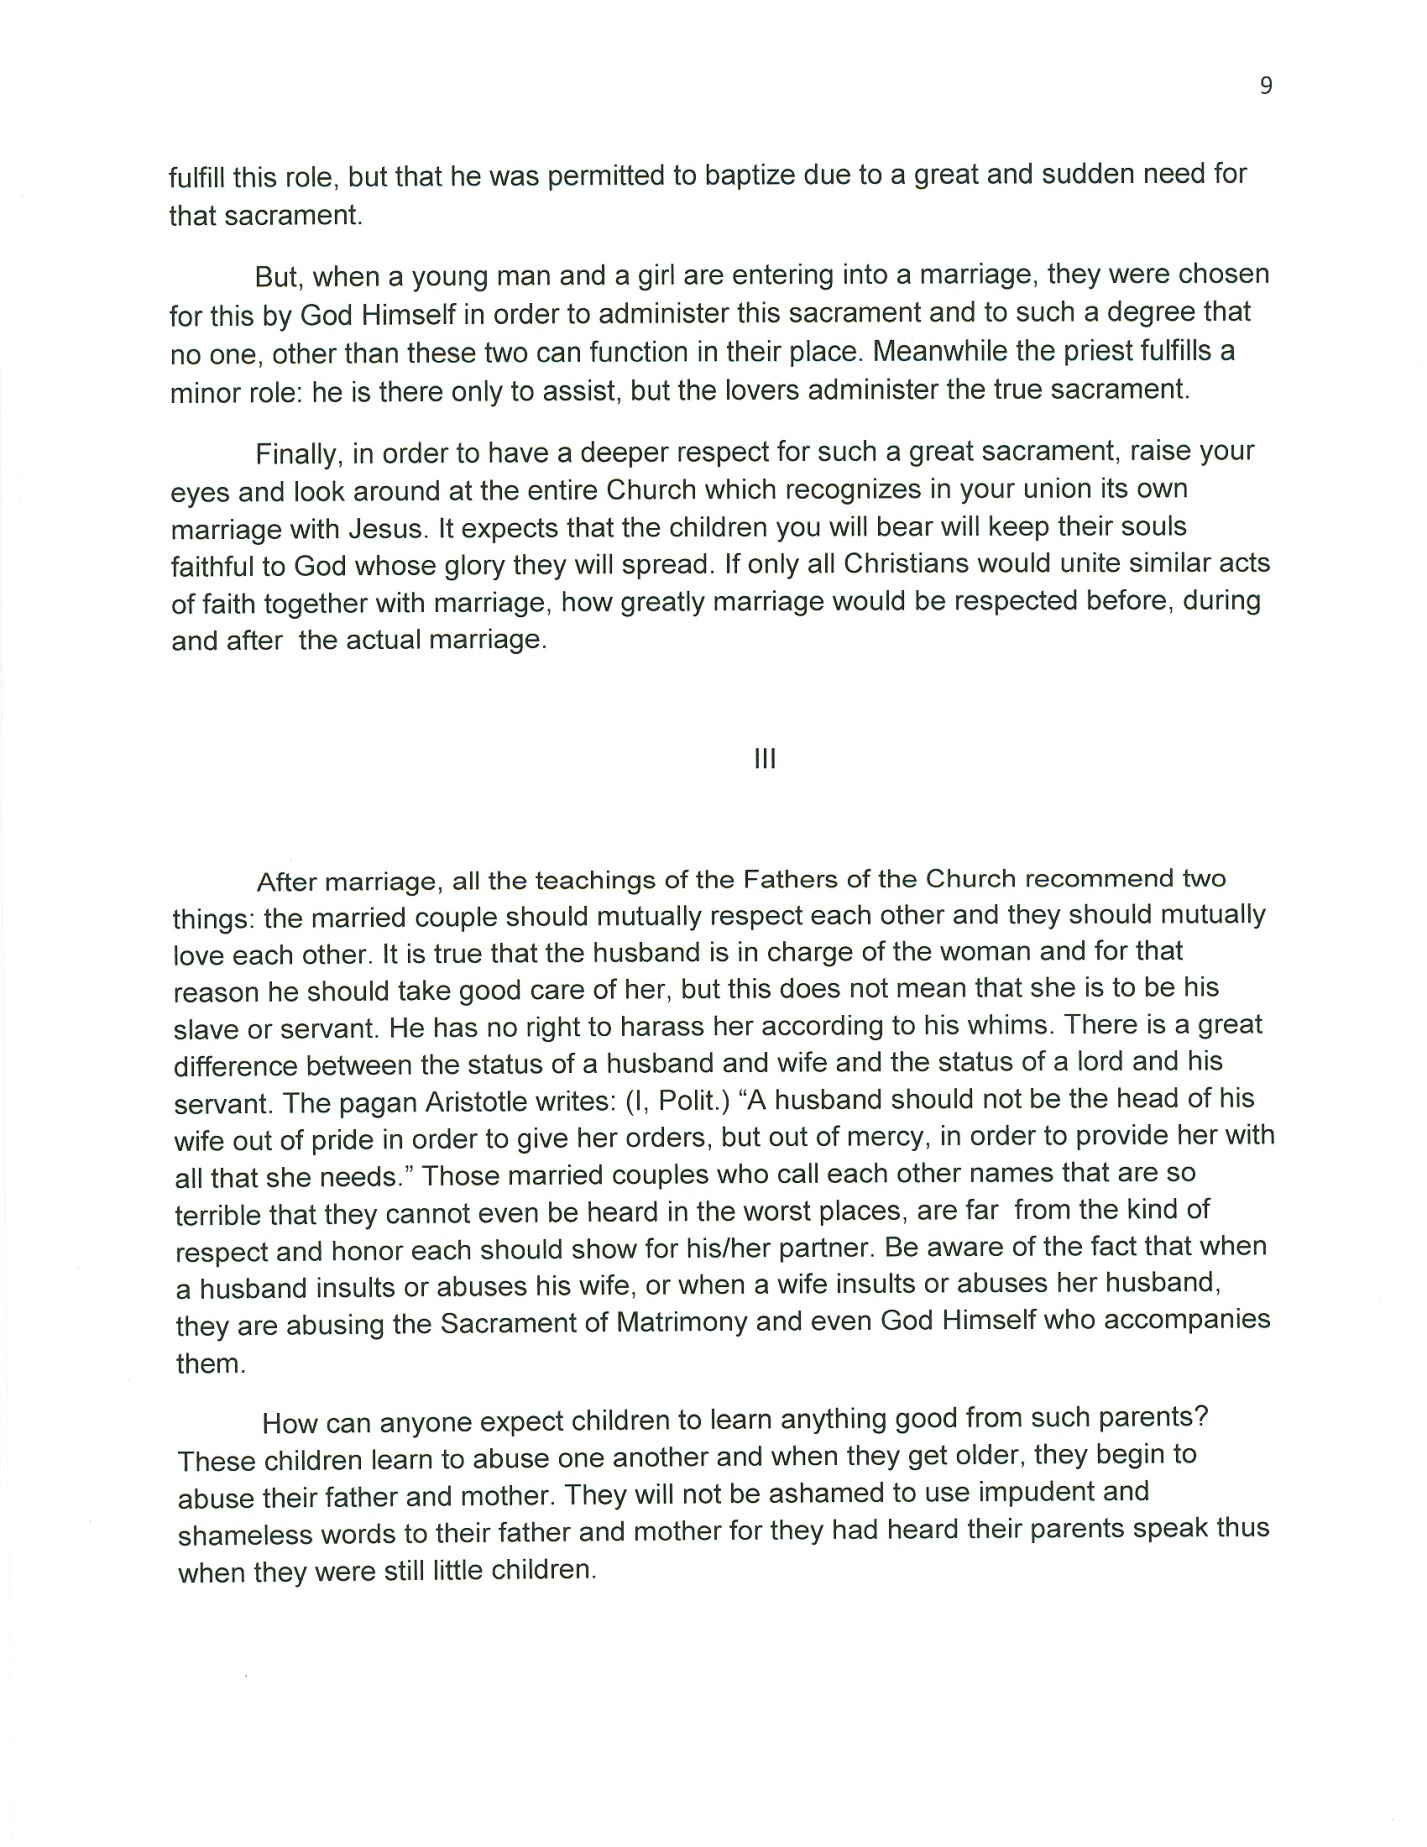 9
fulfill this role, but that he was permitted to baptize due to a great and sudden need for
that sacrament.
But, when a young man and a girl are entering into a marriage, they were chosen
for this by God Himself in order to administer this sacrament and to such a degree that
no one, other than these two can function in their place. Meanwhile the priest fulfills a
minor role: he is there only to assist, but the lovers administer the true sacrament.
Finally, in order to have a deeper respect for such a great sacrament, raise your
eyes and look around at the entire Church which recognizes in your union its own
marriage with Jesus. It expects that the children you will bear will keep their souls
faithful to God whose glory they will spread. If only all Christians would unite similar acts
of faith together with marriage, how greatly marriage would be respected before, during
and after  the actual marriage.
III
After marriage, all the teachings of the Fathers of the Church recommend two
things: the married couple should mutually respect each other and they should mutually
love each other. It is true that the husband is in charge of the woman and for that
reason he should take good care of her, but this does not mean that she is to be his
slave or servant. He has no right to harass her according to his whims. There is a great
difference between the status of a husband and wife and the status of a lord and his
servant. The pagan Aristotle writes: (I, Polit.) “A husband should not be the head of his
wife out of pride in order to give her orders, but out of mercy, in order to provide her with
all that she needs.” Those married couples who call each other names that are so
terrible that they cannot even be heard in the worst places, are far  from the kind of
respect and honor each should show for his/her partner. Be aware of the fact that when
a husband insults or abuses his wife, or when a wife insults or abuses her husband,
they are abusing the Sacrament of Matrimony and even God Himself who accompanies
them.
How can anyone expect children to learn anything good from such parents?
These children learn to abuse one another and when they get older, they begin to
abuse their father and mother. They will not be ashamed to use impudent and
shameless words to their father and mother for they had heard their parents speak thus
when they were still little children.